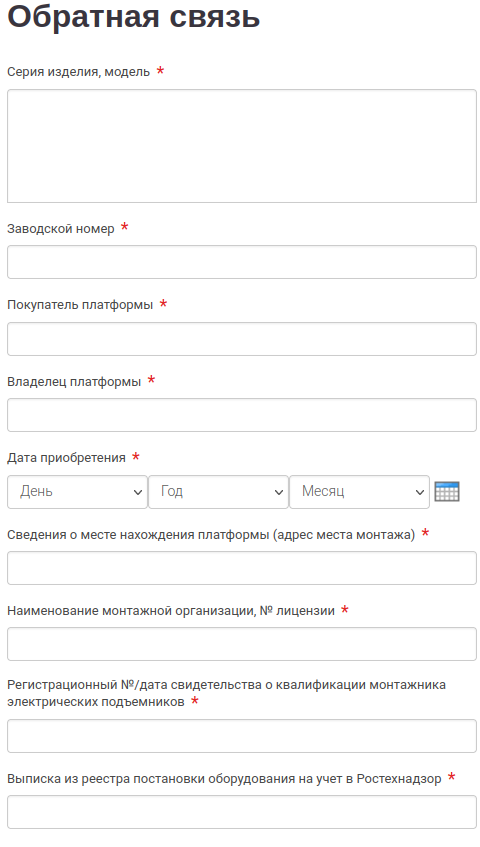 Обратная связь
Серия изделия, модель *
Заводской номер *
Покупатель платформы *
Владелец платформы *
Дата приобретения *
День Год Месяц
Сведения о месте нахождения платформы (адрес места монтажа) *
Наименование монтажной организации, № лицензии *
Регистрационный №/дата свидетельства о квалификации монтажника
электрических подъемников *
Выписка из реестра постановки оборудования на учет в Ростехнадзор *